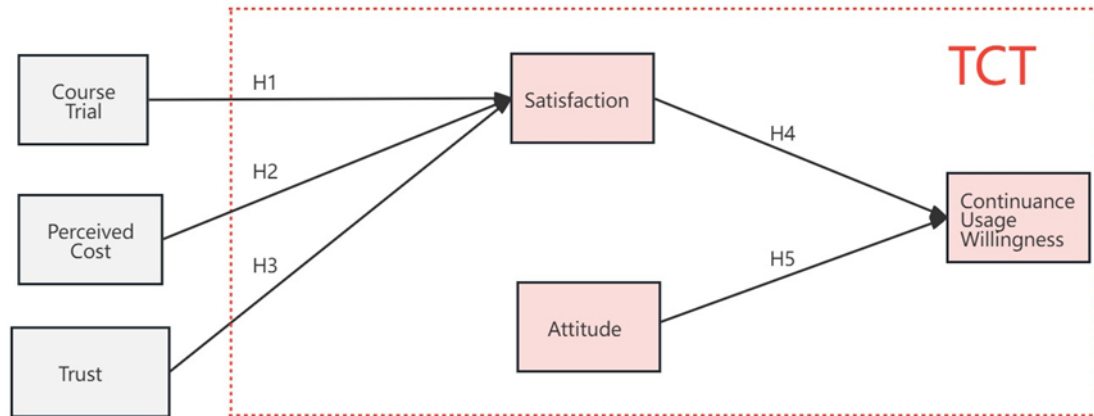 TCT
Course
Trial
H1
Satisfaction
H4
H2
Continuance
Usage
Willingness
Perceived
Cost
H3
H5
Attitude
Trust